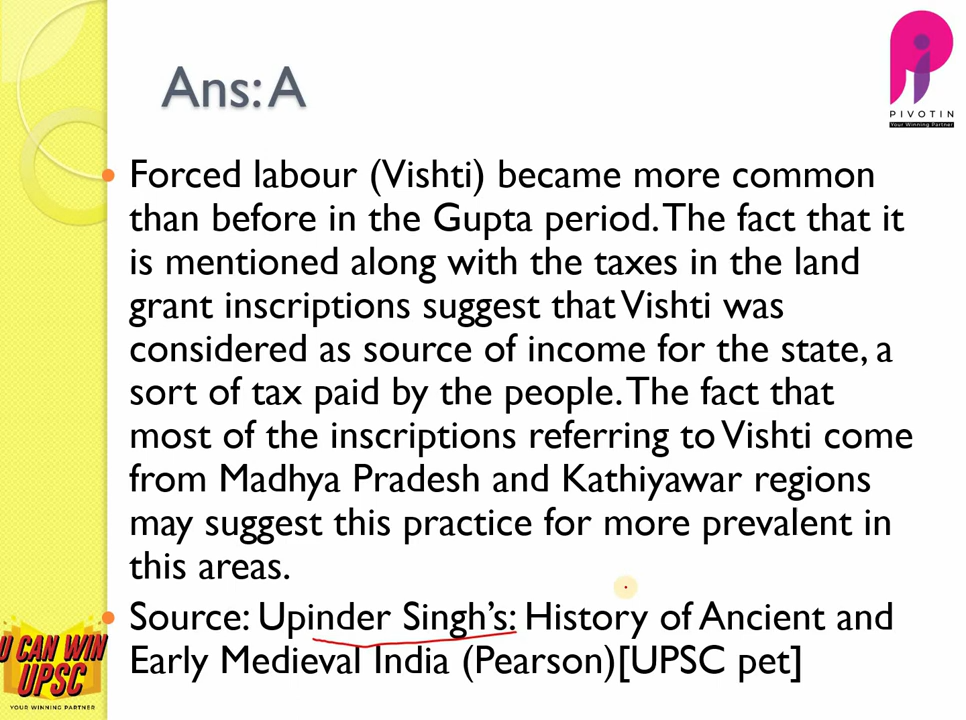 Ans: A
PIVOTIN
Your Winning Partner
Forced labour (Vishti) became more common
than before in the Gupta period. The fact that it
is mentioned along with the taxes in the land
grant inscriptions suggest that Vishti was
considered as source of income for the state, a
sort of tax paid by the people. The fact that
most of the inscriptions referring to Vishti come
from Madhya Pradesh and Kathiyawar regions
may suggest this practice for more prevalent in
this areas.
Source: Upinder Singh's: History of Ancient and
Early Medieval India (Pearson)[UPSC pet]
U CAN WIN
UPSC
YOUR WINNING PARTNER